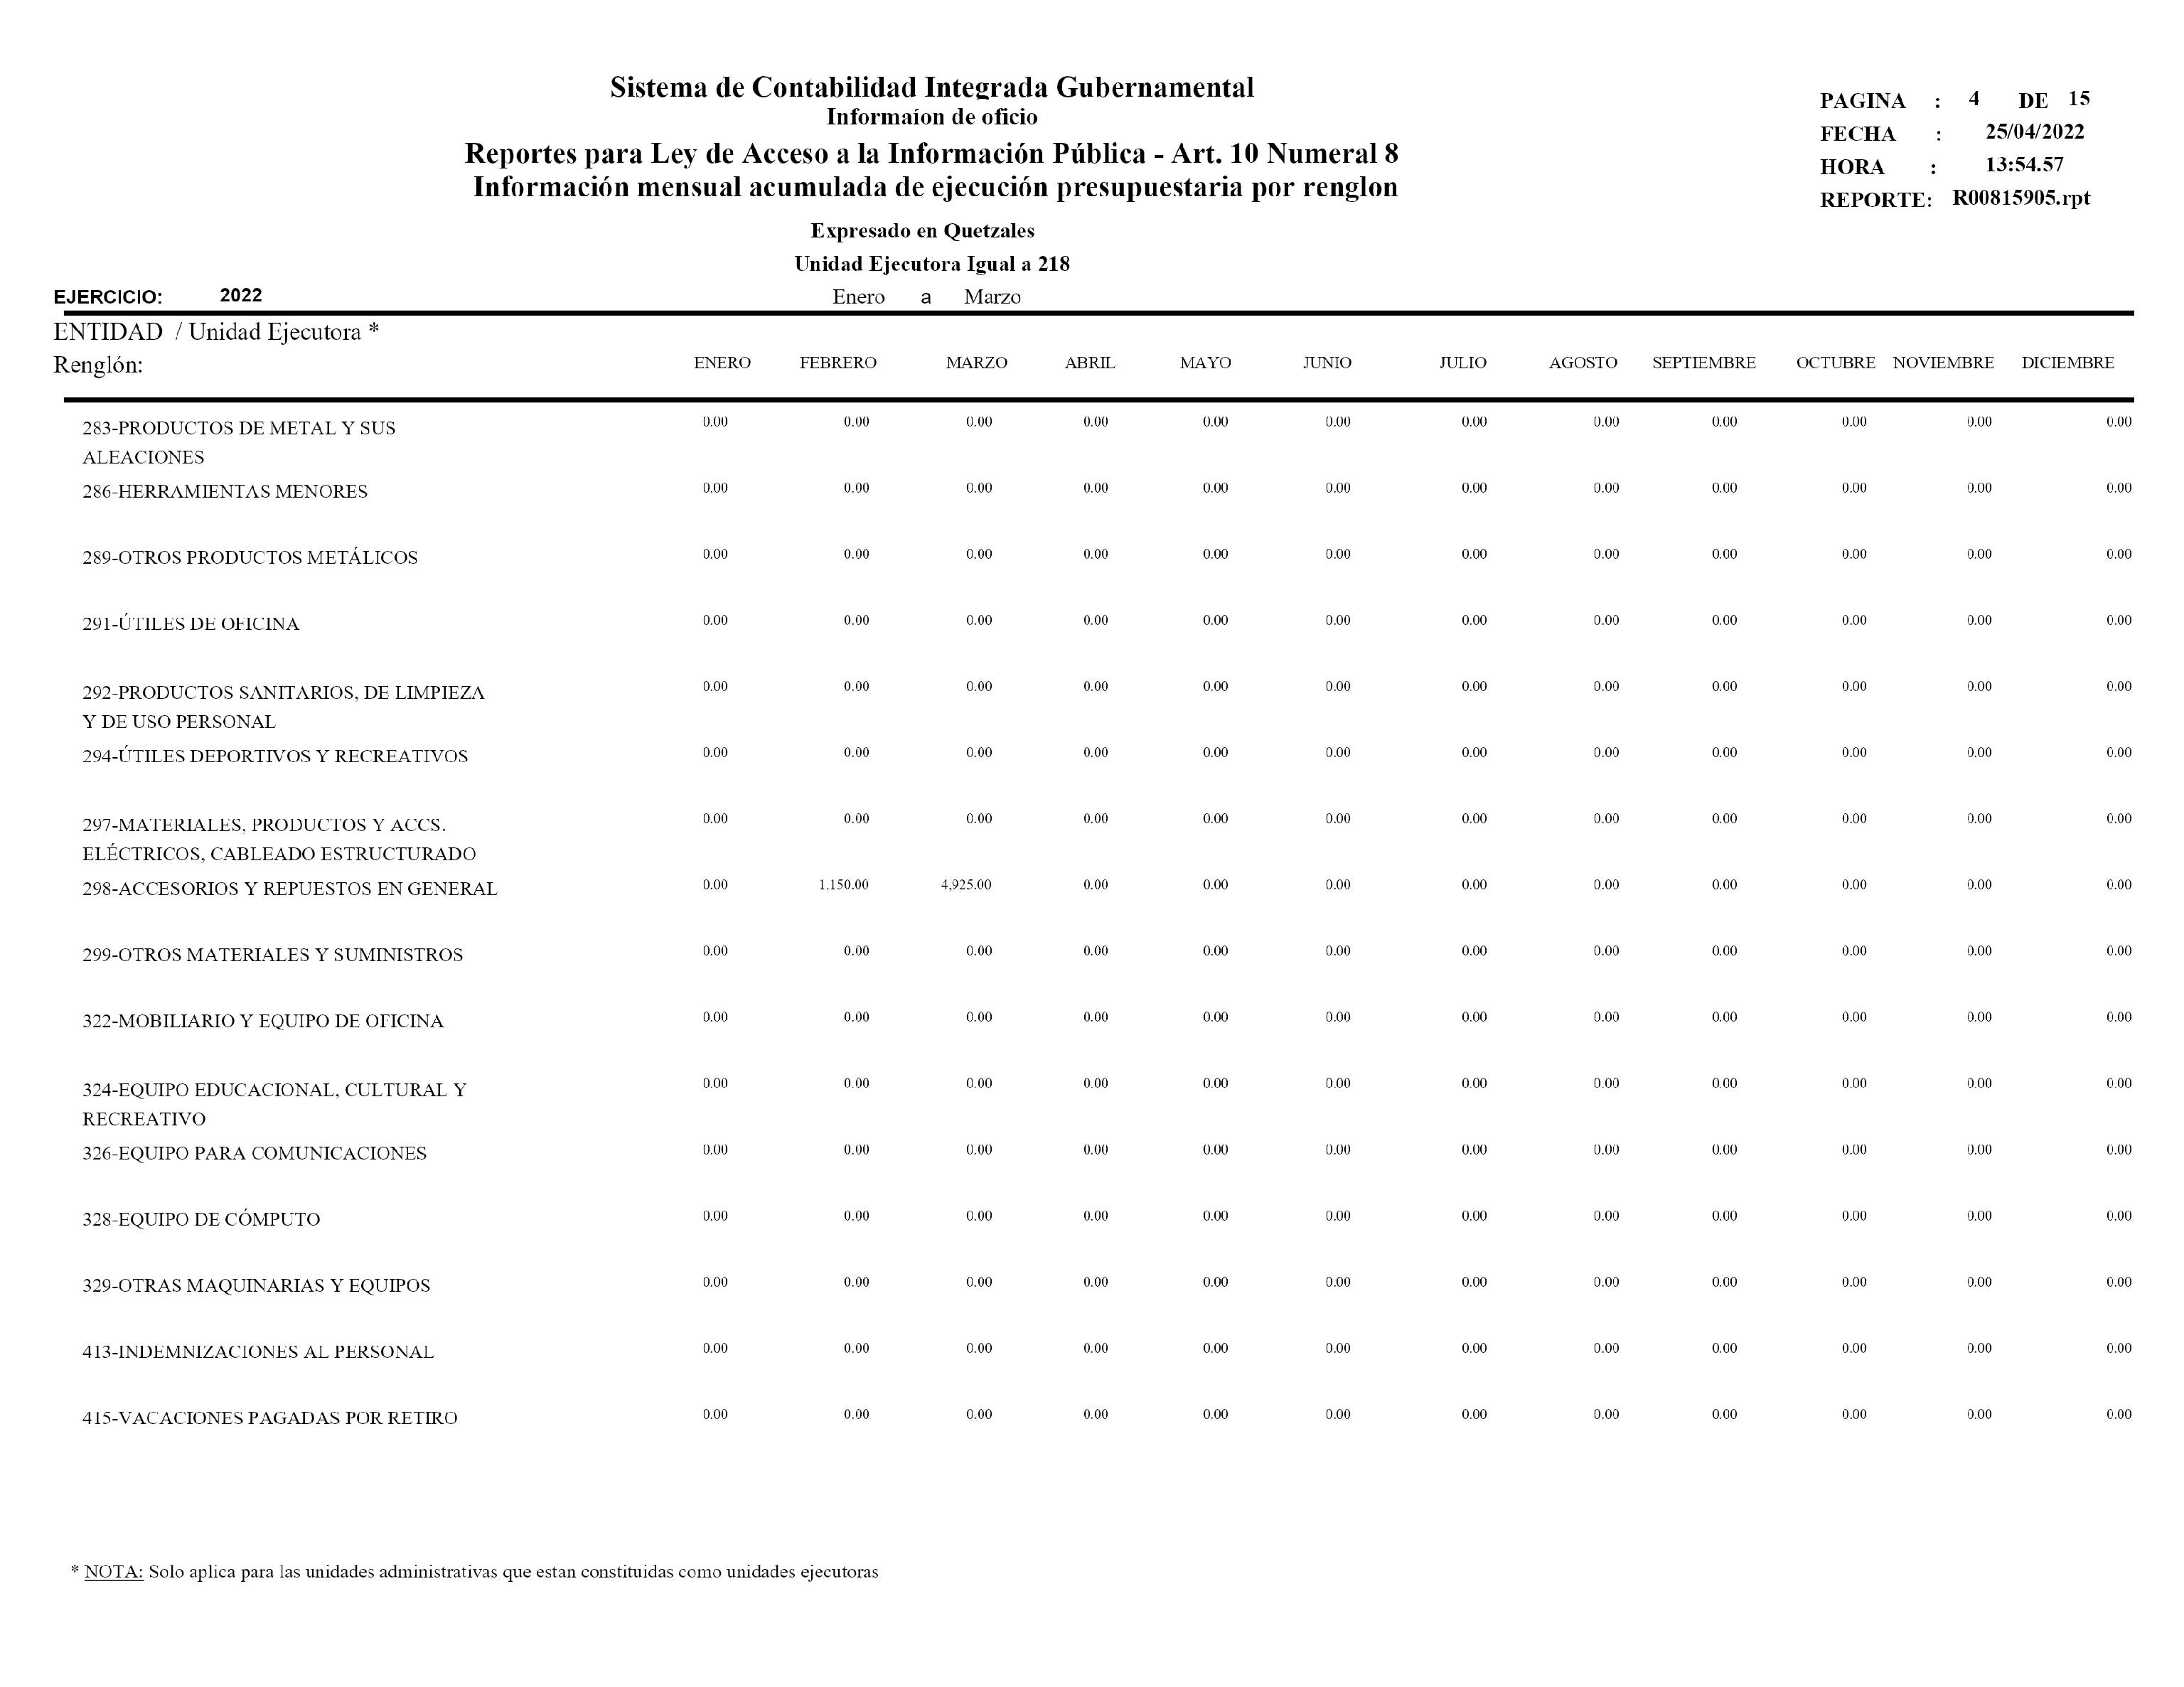 Sistema de Contabilidad Integrada Gubernamental
Informaíon de oficio
Reportes para Ley de Acceso a la Información Pública - Art. 10 Numeral 8
Información mensual acumulada de ejecución presupuestaria por renglon
Expresado en Quetzales
Unidad Ejecutora Igual a 218
PAGINA : 4 DE 15
FECHA : 25/04/2022
HORA : 13:54.57
REPORTE: R00815905.rpt
EJERCICIO: 2022 Enero a Marzo
ENTIDAD / Unidad Ejecutora *
Renglón: ENERO FEBRERO MARZO ABRIL MAYO JUNIO JULIO AGOSTO SEPTIEMBRE OCTUBRE NOVIEMBRE DICIEMBRE
283-PRODUCTOS DE METAL Y SUS 0.00 0.00 0.00 0.00 0.00 0.00 0.00 0.00 0.00 0.00 0.00 0.00
ALEACIONES
286-HERRAMIENTAS MENORES 0.00 0.00 0.00 0.00 0.00 0.00 0.00 0.00 0.00 0.00 0.00 0.00
289-OTROS PRODUCTOS METÁLICOS 0.00 0.00 0.00 0.00 0.00 0.00 0.00 0.00 0.00 0.00 0.00 0.00
291-ÚTILES DE OFICINA 0.00 0.00 0.00 0.00 0.00 0.00 0.00 0.00 0.00 0.00 0.00 0.00
292-PRODUCTOS SANITARIOS, DE LIMPIEZA 0.00 0.00 0.00 0.00 0.00 0.00 0.00 0.00 0.00 0.00 0.00 0.00
Y DE USO PERSONAL
294-ÚTILES DEPORTIVOS Y RECREATIVOS 0.00 0.00 0.00 0.00 0.00 0.00 0.00 0.00 0.00 0.00 0.00 0.00
297-MATERIALES, PRODUCTOS Y ACCS. 0.00 0.00 0.00 0.00 0.00 0.00 0.00 0.00 0.00 0.00 0.00 0.00
ELÉCTRICOS, CABLEADO ESTRUCTURADO
298-ACCESORIOS Y REPUESTOS EN GENERAL 0.00 1,150.00 4,925.00 0.00 0.00 0.00 0.00 0.00 0.00 0.00 0.00 0.00
299-OTROS MATERIALES Y SUMINISTROS 0.00 0.00 0.00 0.00 0.00 0.00 0.00 0.00 0.00 0.00 0.00 0.00
322-MOBILIARIO Y EQUIPO DE OFICINA 0.00 0.00 0.00 0.00 0.00 0.00 0.00 0.00 0.00 0.00 0.00 0.00
324-EQUIPO EDUCACIONAL, CULTURAL Y 0.00 0.00 0.00 0.00 0.00 0.00 0.00 0.00 0.00 0.00 0.00 0.00
RECREATIVO
326-EQUIPO PARA COMUNICACIONES 0.00 0.00 0.00 0.00 0.00 0.00 0.00 0.00 0.00 0.00 0.00 0.00
328-EQUIPO DE CÓMPUTO 0.00 0.00 0.00 0.00 0.00 0.00 0.00 0.00 0.00 0.00 0.00 0.00
329-OTRAS MAQUINARIAS Y EQUIPOS 0.00 0.00 0.00 0.00 0.00 0.00 0.00 0.00 0.00 0.00 0.00 0.00
413-INDEMNIZACIONES AL PERSONAL 0.00 0.00 0.00 0.00 0.00 0.00 0.00 0.00 0.00 0.00 0.00 0.00
415-VACACIONES PAGADAS POR RETIRO 0.00 0.00 0.00 0.00 0.00 0.00 0.00 0.00 0.00 0.00 0.00 0.00
* NOTA: Solo aplica para las unidades administrativas que estan constituidas como unidades ejecutoras